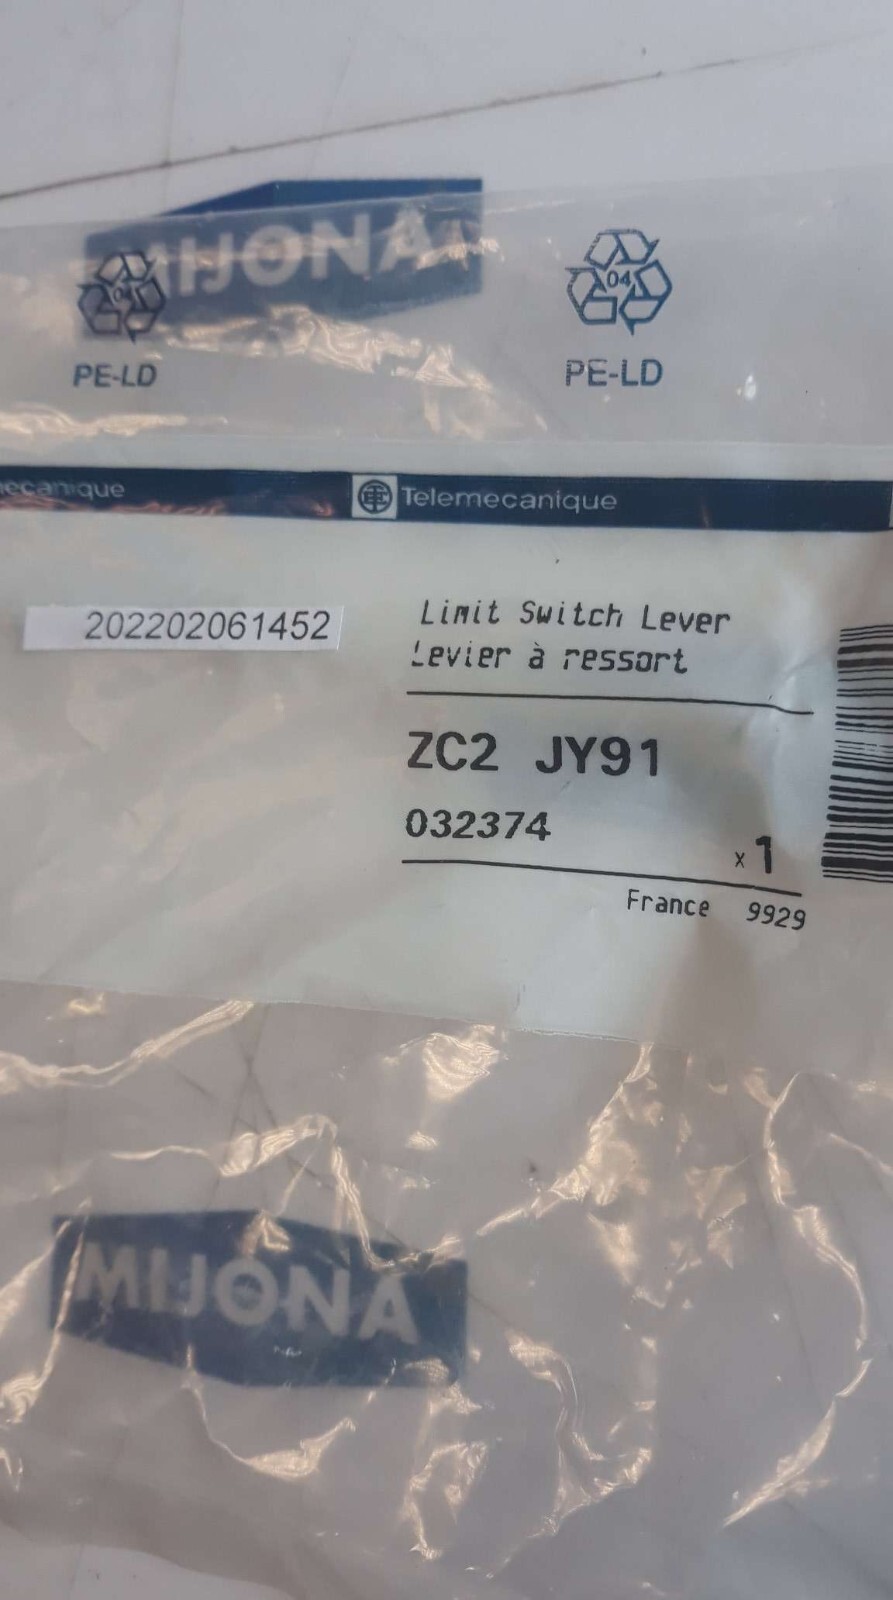 MIJONA
04
04
PE-LD
PE-LD
Telemecanique
202202061452
Limit Switch Lever
Levier à ressort
ZC2 JY91
032374
x 1
France 9929
MIJONA